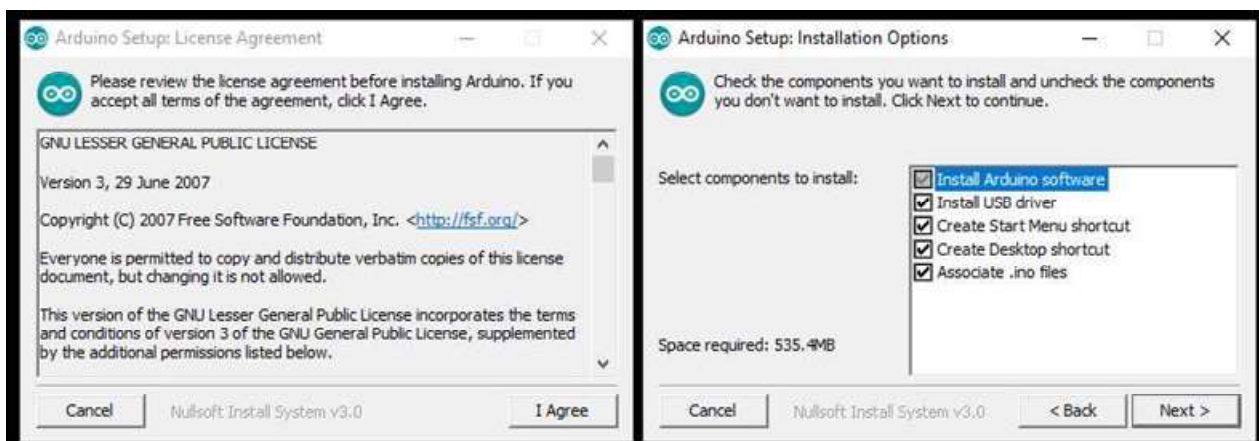 Arduino Setup: License Agreement
Please review the license agreement before installing Arduino. If you
accept all terms of the agreement, click I Agree.
GNU LESSER GENERAL PUBLIC LICENSE
Version 3, 29 June 2007
Copyright (C) 2007 Free Software Foundation, Inc. <http://fsf.org/>
Everyone is permitted to copy and distribute verbatim copies of this license
document, but changing it is not allowed.
This version of the GNU Lesser General Public License incorporates the terms
and conditions of version 3 of the GNU General Public License, supplemented
by the additional permissions listed below.
Cancel
Nullsoft Install System v3.0
I Agree
Arduino Setup: Installation Options
Check the components you want to install and uncheck the components
you don't want to install. Click Next to continue.
Select components to install:
Install Arduino software
Install USB driver
Create Start Menu shortcut
Create Desktop shortcut
Associate .ino files
Space required: 535.4MB
Cancel
Nullsoft Install System v3.0
< Back
Next >